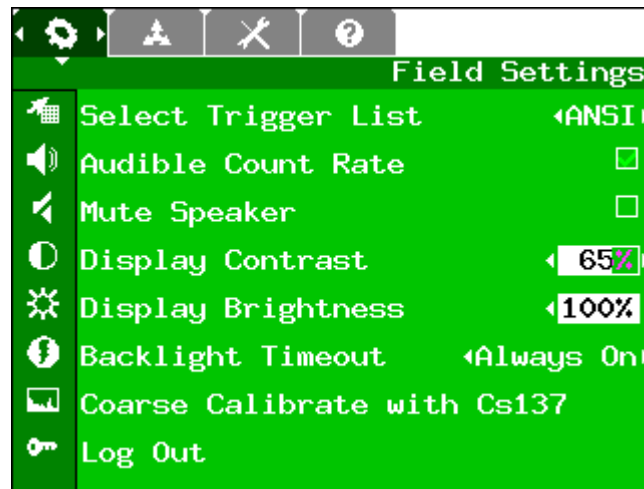 Field Settings
Select Trigger List ANSI
Audible Count Rate
Mute Speaker
Display Contrast 65%
Display Brightness 100%
Backlight Timeout Always On
Coarse Calibrate with Cs137
Log Out